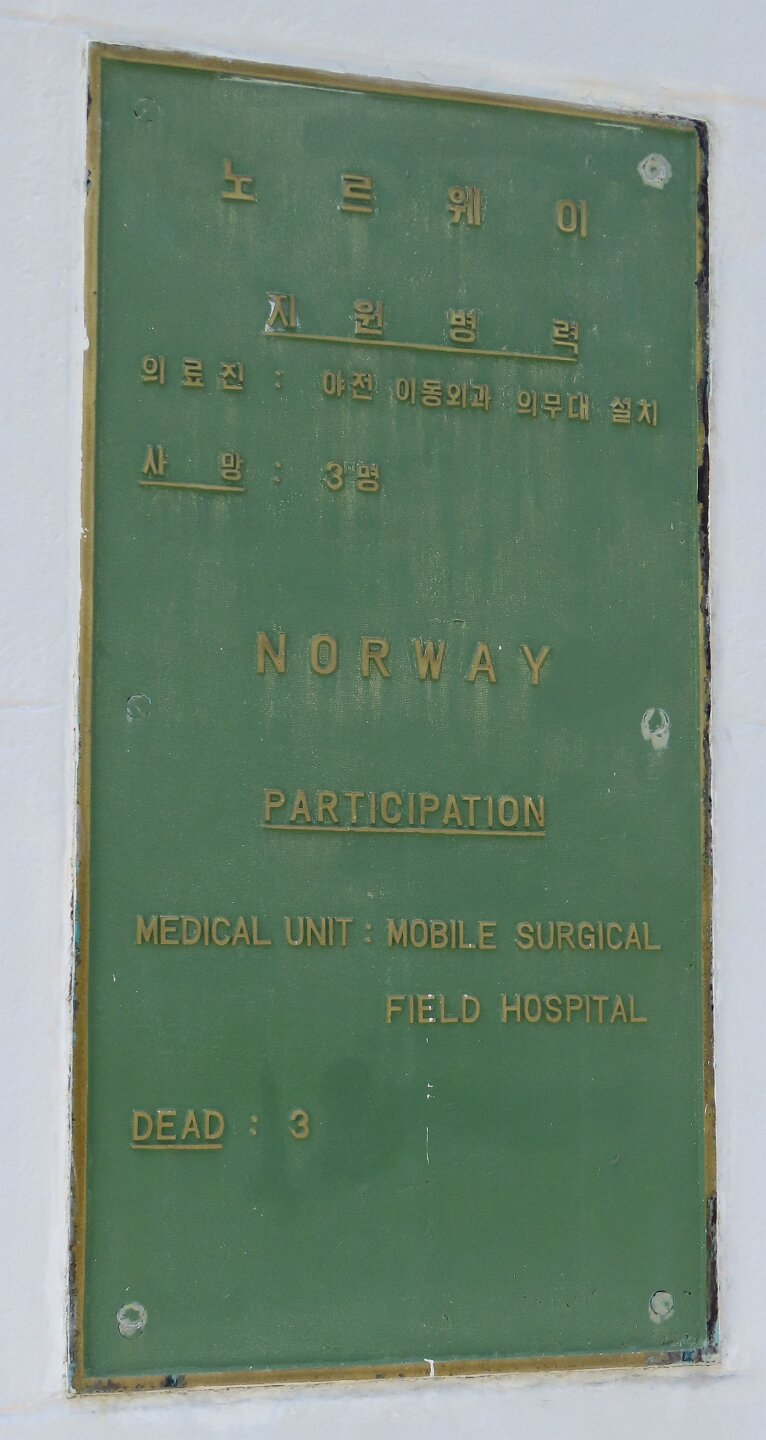 노르웨이
지원병력
의료진 : 야전 이동외과 의무대 설치
사 망 : 3명
NORWAY
PARTICIPATION
MEDICAL UNIT : MOBILE SURGICAL
FIELD HOSPITAL
DEAD : 3